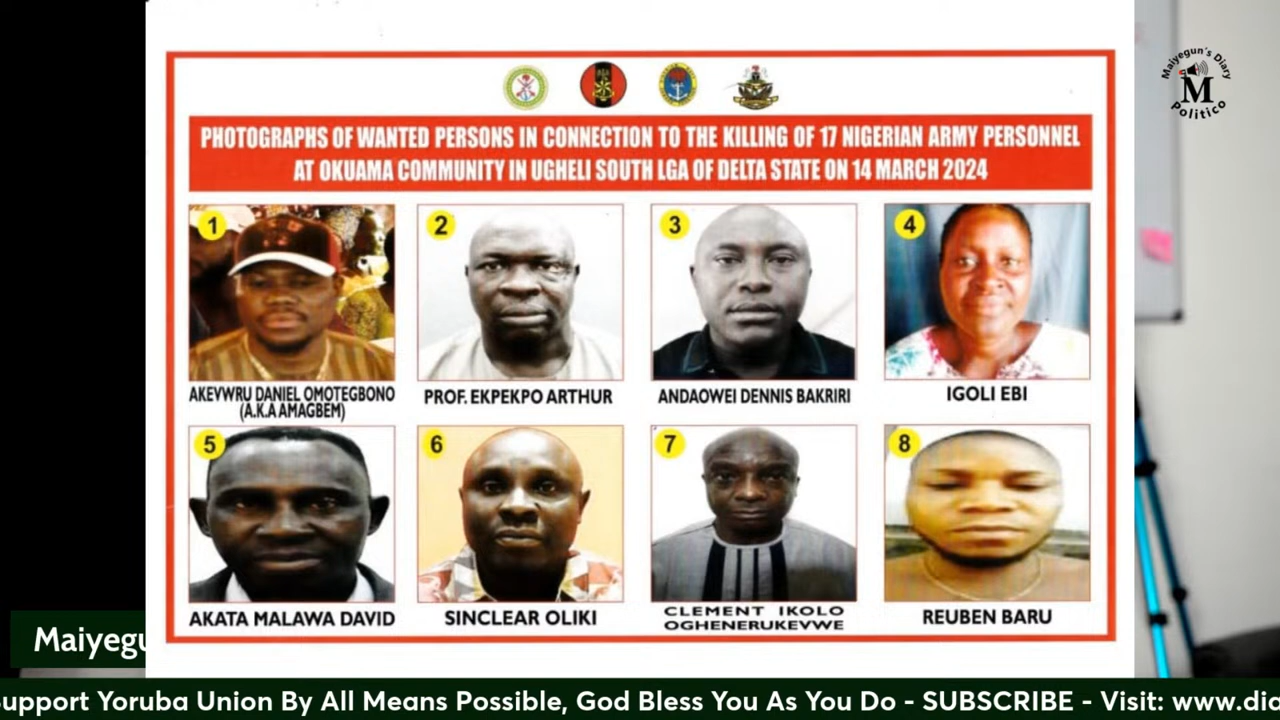 Maiyegun's Diary
M
Politico
PHOTOGRAPHS OF WANTED PERSONS IN CONNECTION TO THE KILLING OF 17 NIGERIAN ARMY PERSONNEL
AT OKUAMA COMMUNITY IN UGHELI SOUTH LGA OF DELTA STATE ON 14 MARCH 2024
1
2
3
4
AKEVWRU DANIEL OMOTEGBONO
(A.K.A AMAGBEM)
PROF. EKPEKPO ARTHUR
ANDAOWEI DENNIS BAKRIRI
IGOLI EBI
5
6
7
8
AKATA MALAWA DAVID
SINCLEAR OLIKI
CLEMENT IKOLO
OGHENERUKEVWE
REUBEN BARU
Maiyegu
upport Yoruba Union By All Means Possible, God Bless You As You Do - SUBSCRIBE - Visit: www.dia